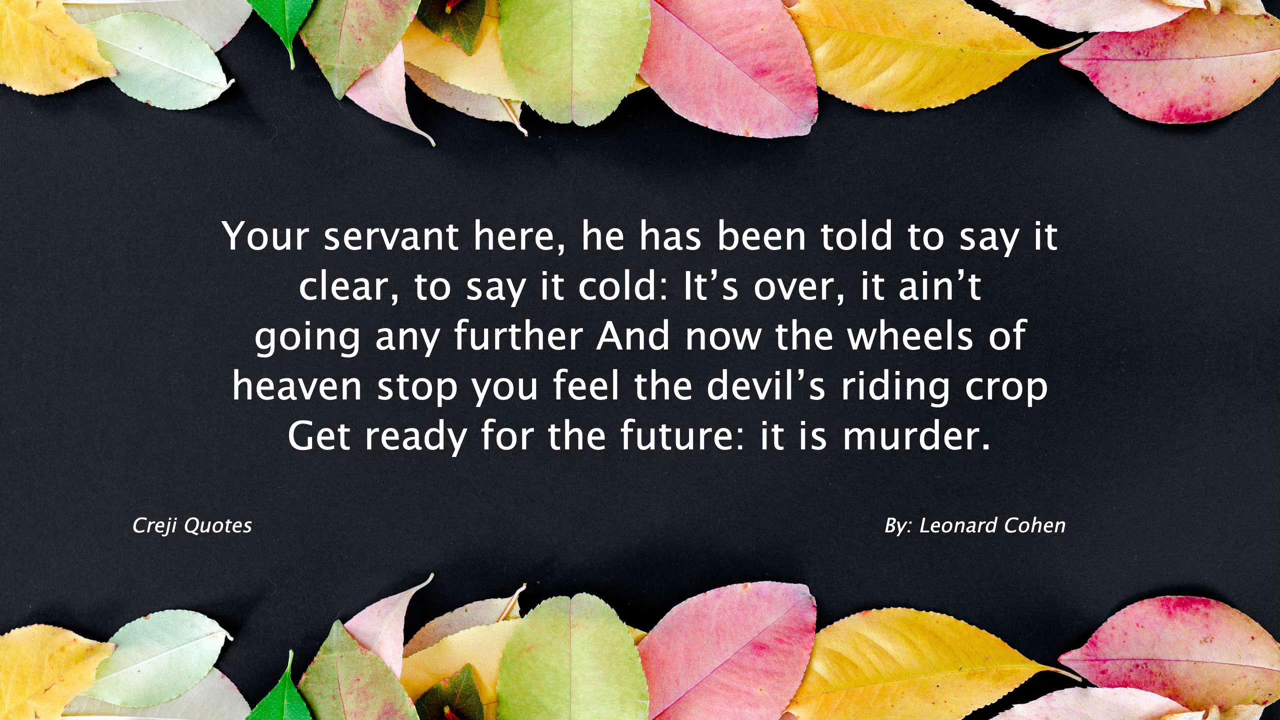 Your servant here, he has been told to say it
clear, to say it cold: It’s over, it ain’t
going any further And now the wheels of
heaven stop you feel the devil’s riding crop
Get ready for the future: it is murder.
Creji Quotes
By: Leonard Cohen